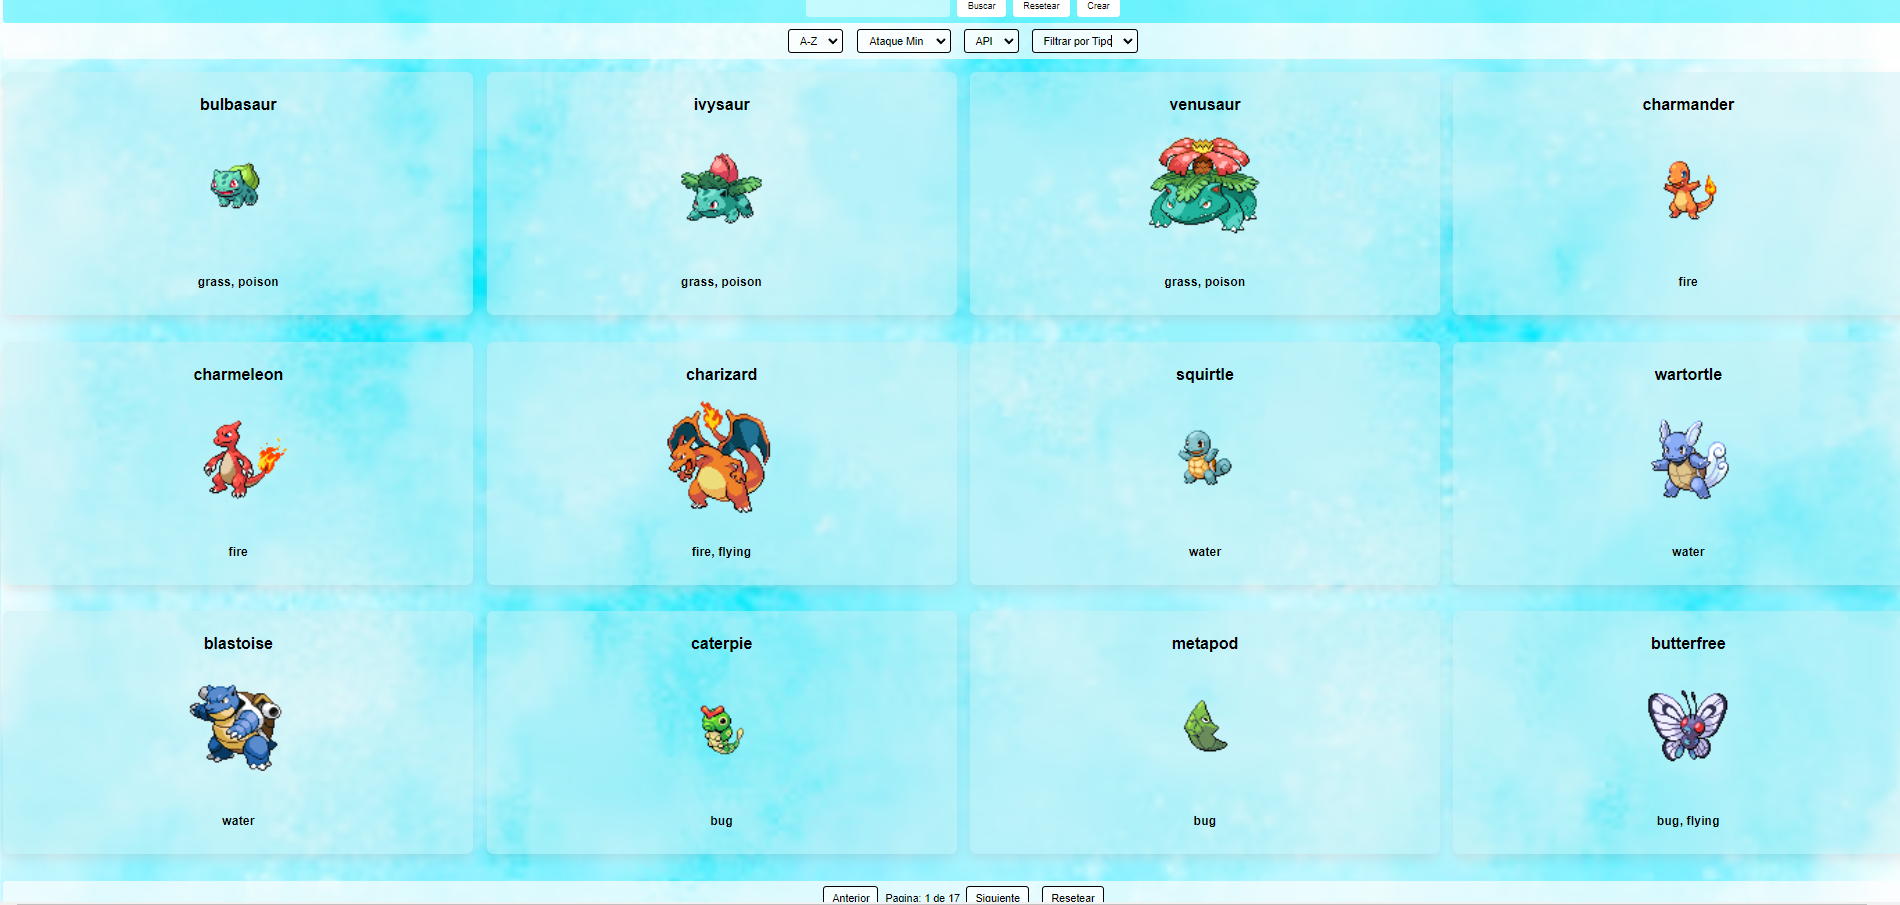 Buscar Resetear Crear
A-Z Ataque Min API Filtrar por Tipo
bulbasaur ivysaur venusaur charmander
grass, poison grass, poison grass, poison fire
charmeleon charizard squirtle wartortle
fire fire, flying water water
blastoise caterpie metapod butterfree
water bug bug bug, flying
Anterior Pagina: 1 de 17 Siguiente Resetear